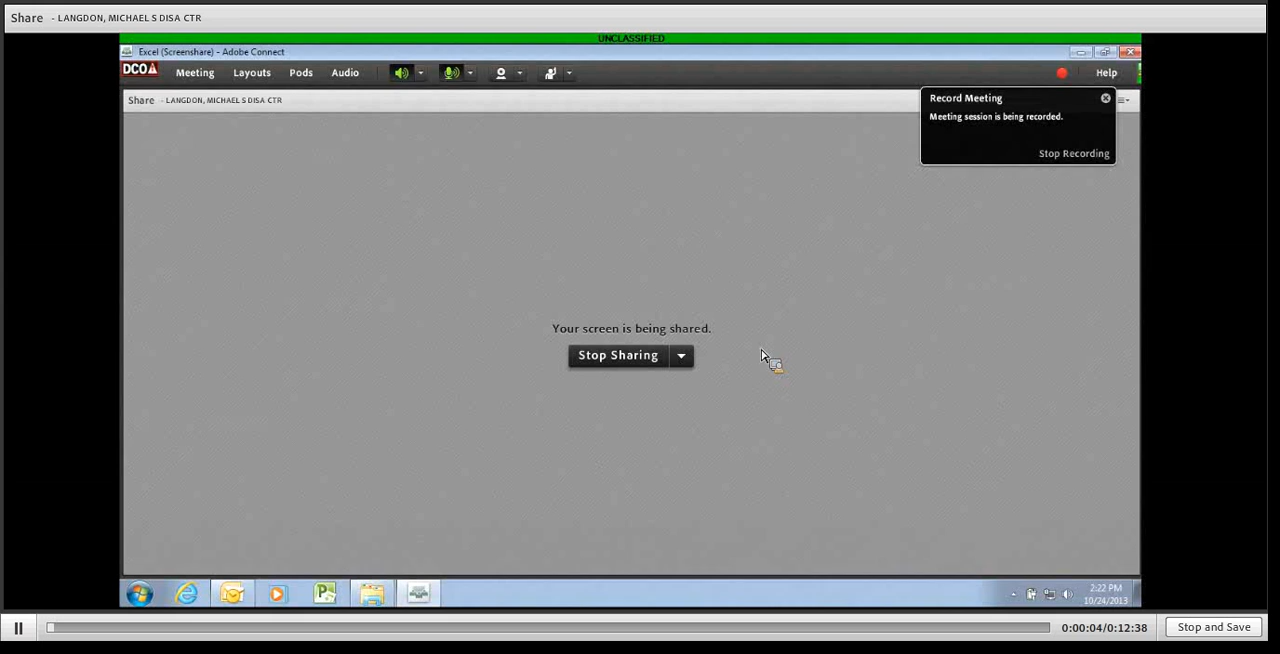 Share - LANGDON, MICHAEL S DISA CTR
UNCLASSIFIED
Excel (Screenshare) - Adobe Connect
DCO Meeting Layouts Pods Audio Help
Share - LANGDON, MICHAEL S DISA CTR
Record Meeting
Meeting session is being recorded.
Stop Recording
Your screen is being shared.
Stop Sharing
2:22 PM
10/24/2013
0:00:04/0:12:38 Stop and Save